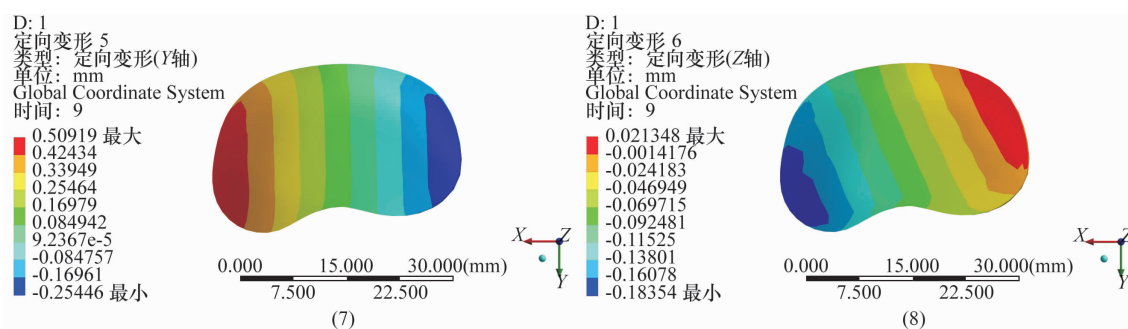 D: 1
定向变形 5
类型：定向变形(Y轴)
单位：mm
Global Coordinate System
时间：9
0.50919 最大
0.42434
0.33949
0.25464
0.16979
0.084942
9.2367e-5
-0.084757
-0.16961
-0.25446 最小
X
Z
Y
0.000
15.000
30.000(mm)
7.500
22.500
(7)
D: 1
定向变形 6
类型：定向变形(Z轴)
单位：mm
Global Coordinate System
时间：9
0.021348 最大
-0.0014176
-0.024183
-0.046949
-0.069715
-0.092481
-0.11525
-0.13801
-0.16078
-0.18354 最小
X
Z
Y
0.000
15.000
30.000(mm)
7.500
22.500
(8)